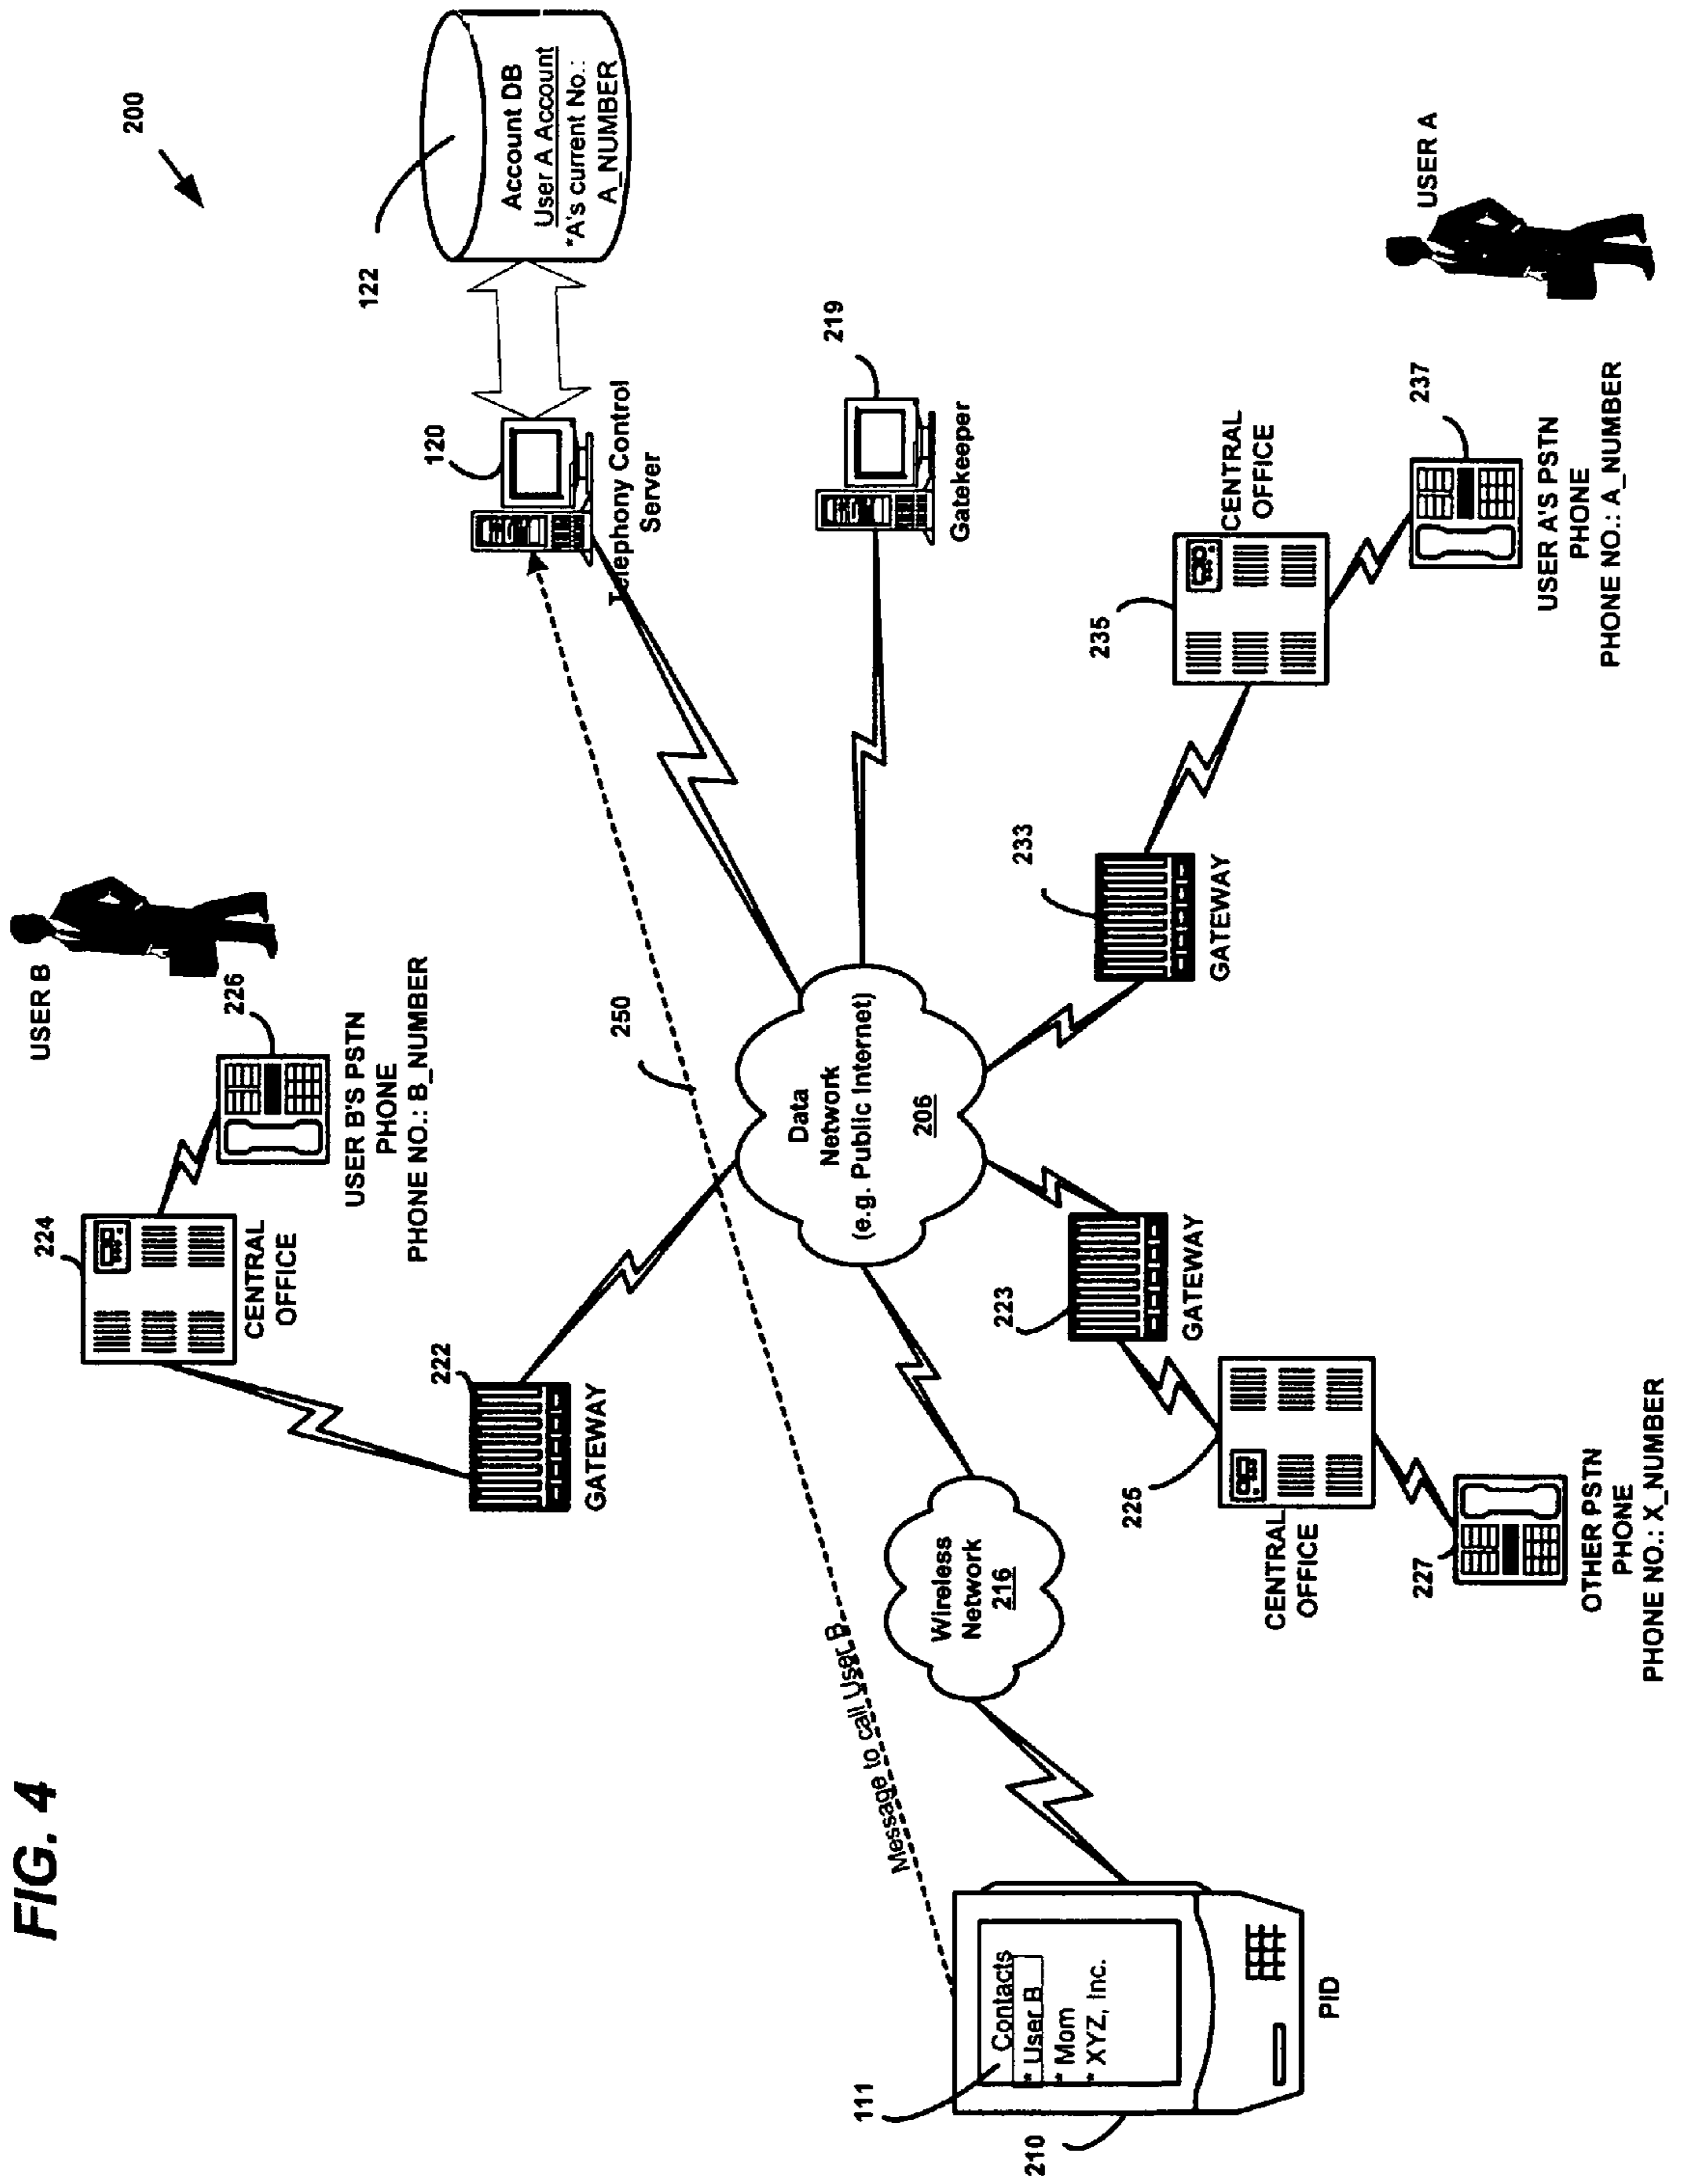 FIG. 4
200
USER B
224
226
CENTRAL
OFFICE
USER B'S PSTN
PHONE
PHONE NO.: B_NUMBER
222
GATEWAY
250
Message to call User B
120
Telephony Control
Server
122
Account DB
User A Account
*A's current No.:
A_NUMBER
219
Gatekeeper
Data
Network
(e.g. Public Internet)
206
Wireless
Network
216
111
210
Contacts
* User B
* Mom
* XYZ, Inc.
PID
223
GATEWAY
225
CENTRAL
OFFICE
227
OTHER PSTN
PHONE
PHONE NO.: X_NUMBER
233
GATEWAY
235
CENTRAL
OFFICE
237
USER A'S PSTN
PHONE
PHONE NO.: A_NUMBER
USER A